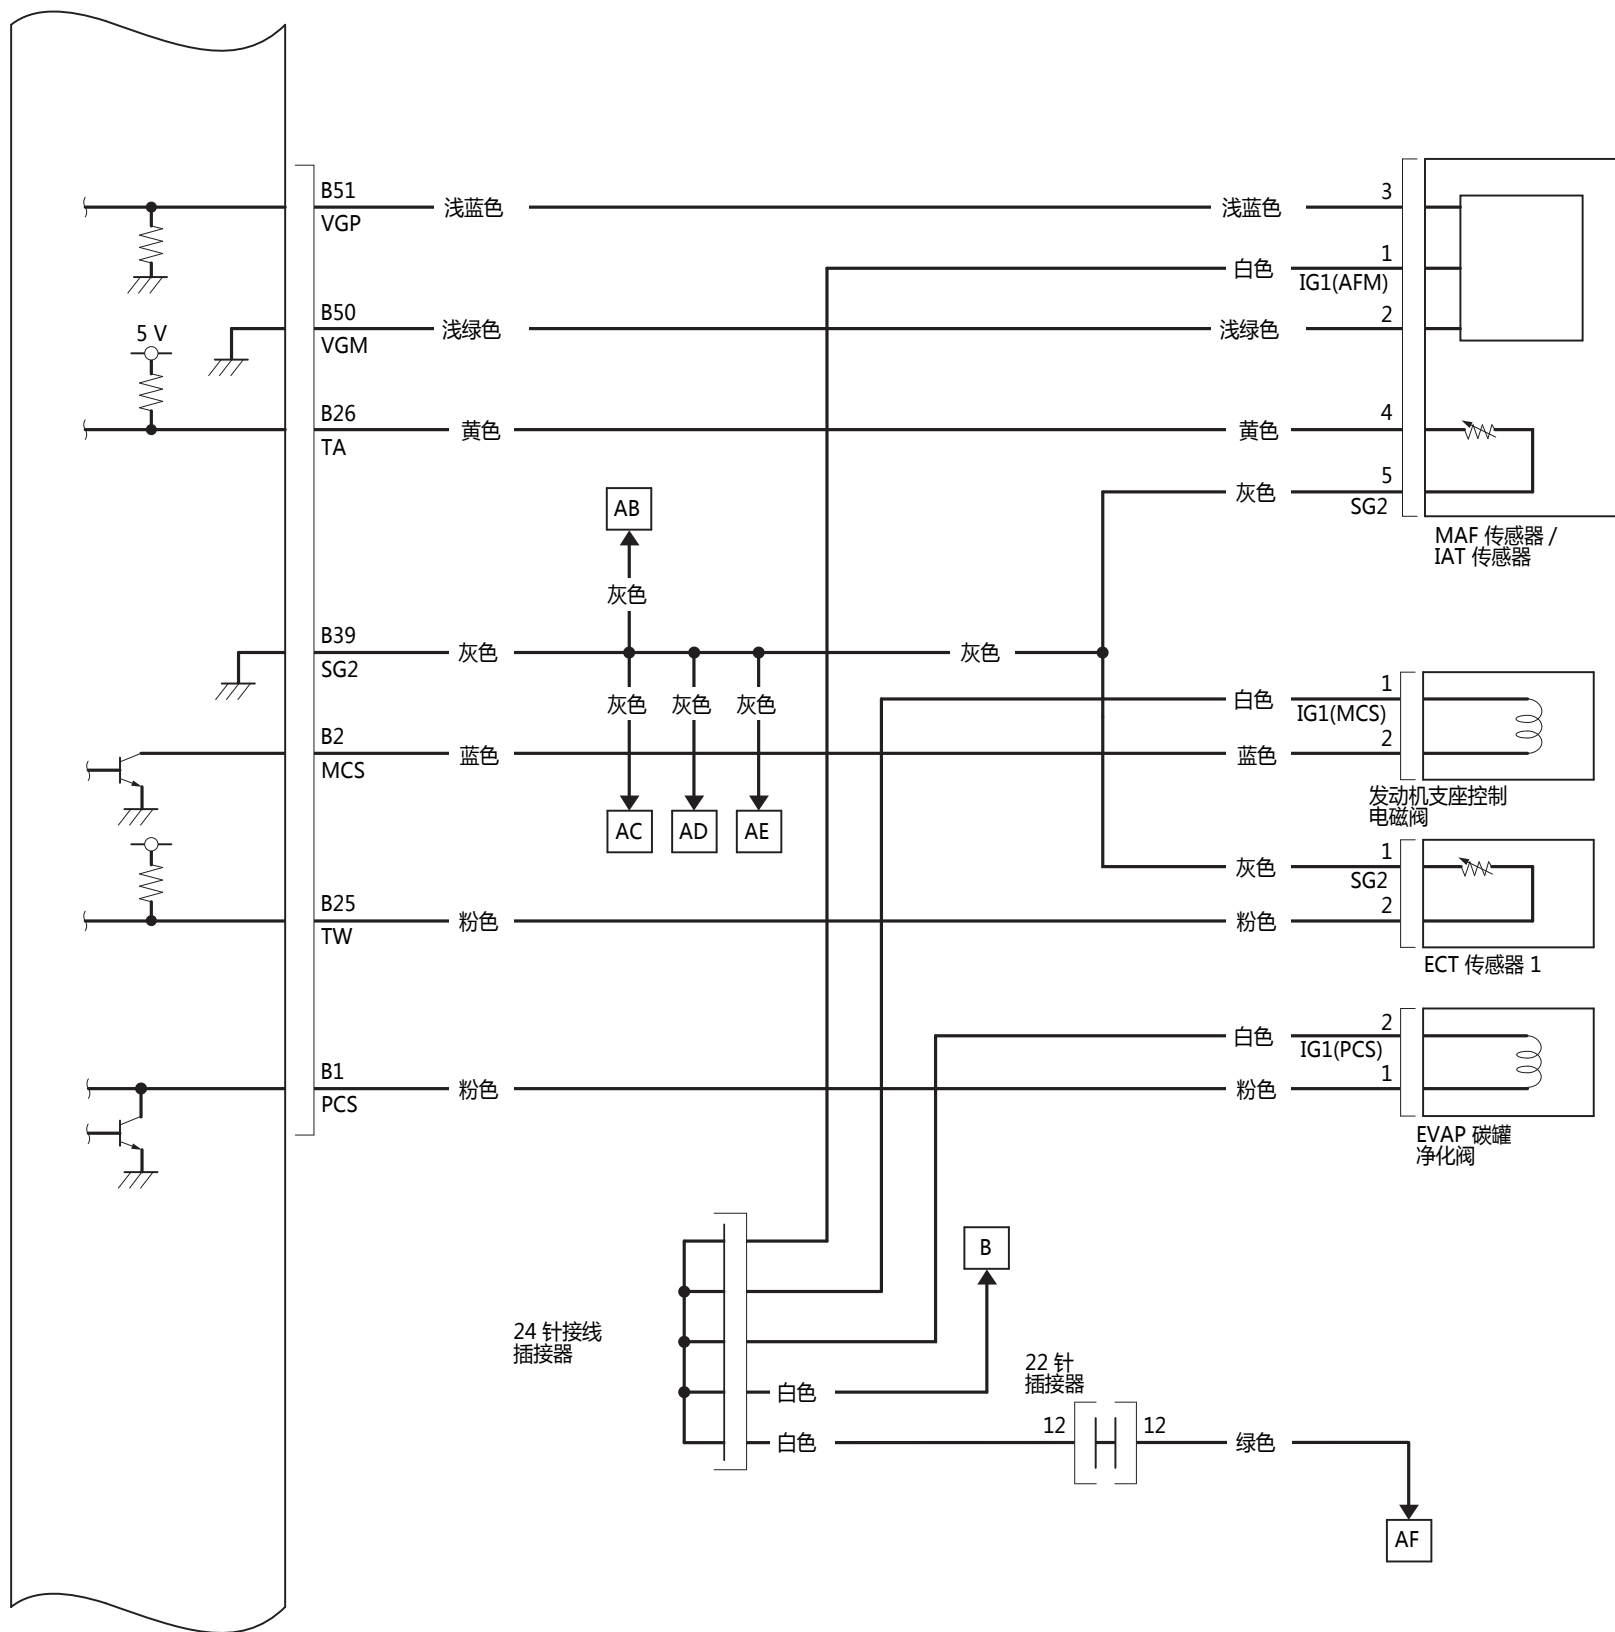 B51
VGP
浅蓝色
浅蓝色
3
白色
1
IG1(AFM)
B50
VGM
浅绿色
浅绿色
2
5 V
B26
TA
黄色
黄色
4
灰色
5
SG2
MAF 传感器 /
IAT 传感器
AB
灰色
B39
SG2
灰色
灰色
灰色
灰色
灰色
白色
1
IG1(MCS)
B2
MCS
蓝色
蓝色
2
发动机支座控制
电磁阀
AC
AD
AE
灰色
1
SG2
B25
TW
粉色
粉色
2
ECT 传感器 1
白色
2
IG1(PCS)
B1
PCS
粉色
粉色
1
EVAP 碳罐
净化阀
B
24 针接线
插接器
22 针
插接器
白色
白色
12
12
绿色
AF